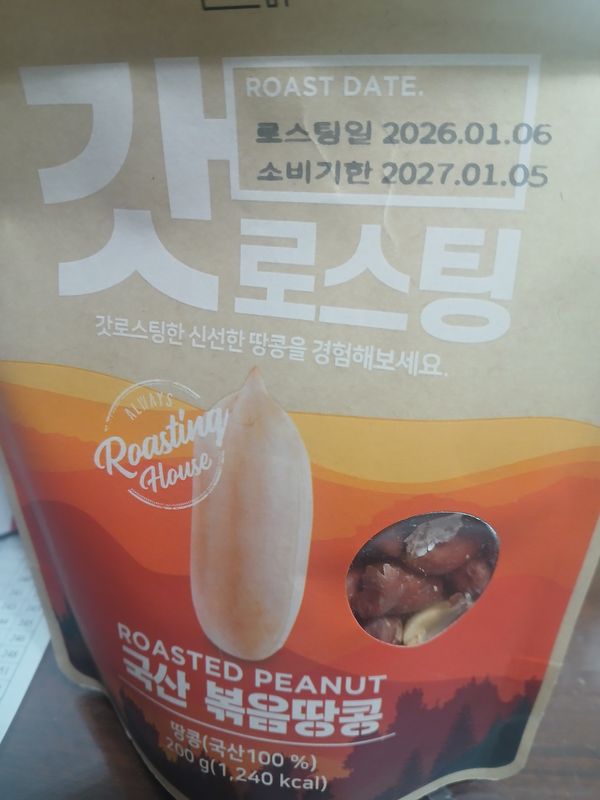 ROAST DATE.
로스팅일 2026.01.06
소비기한 2027.01.05
갓
로스팅
갓로스팅한 신선한 땅콩을 경험해보세요.
ALWAYS
Roasting
House
ROASTED PEANUT
국산 볶음땅콩
땅콩(국산100 %)
200 g(1,240 kcal)